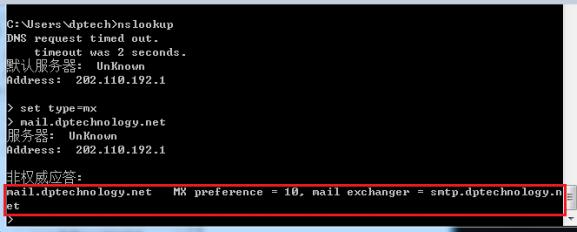 C:\Users\dptech>nslookup
DNS request timed out.
timeout was 2 seconds.
默认服务器: UnKnown
Address: 202.110.192.1
> set type=mx
> mail.dptechnology.net
服务器: UnKnown
Address: 202.110.192.1
非权威应答:
mail.dptechnology.net MX preference = 10, mail exchanger = smtp.dptechnology.n
et
>